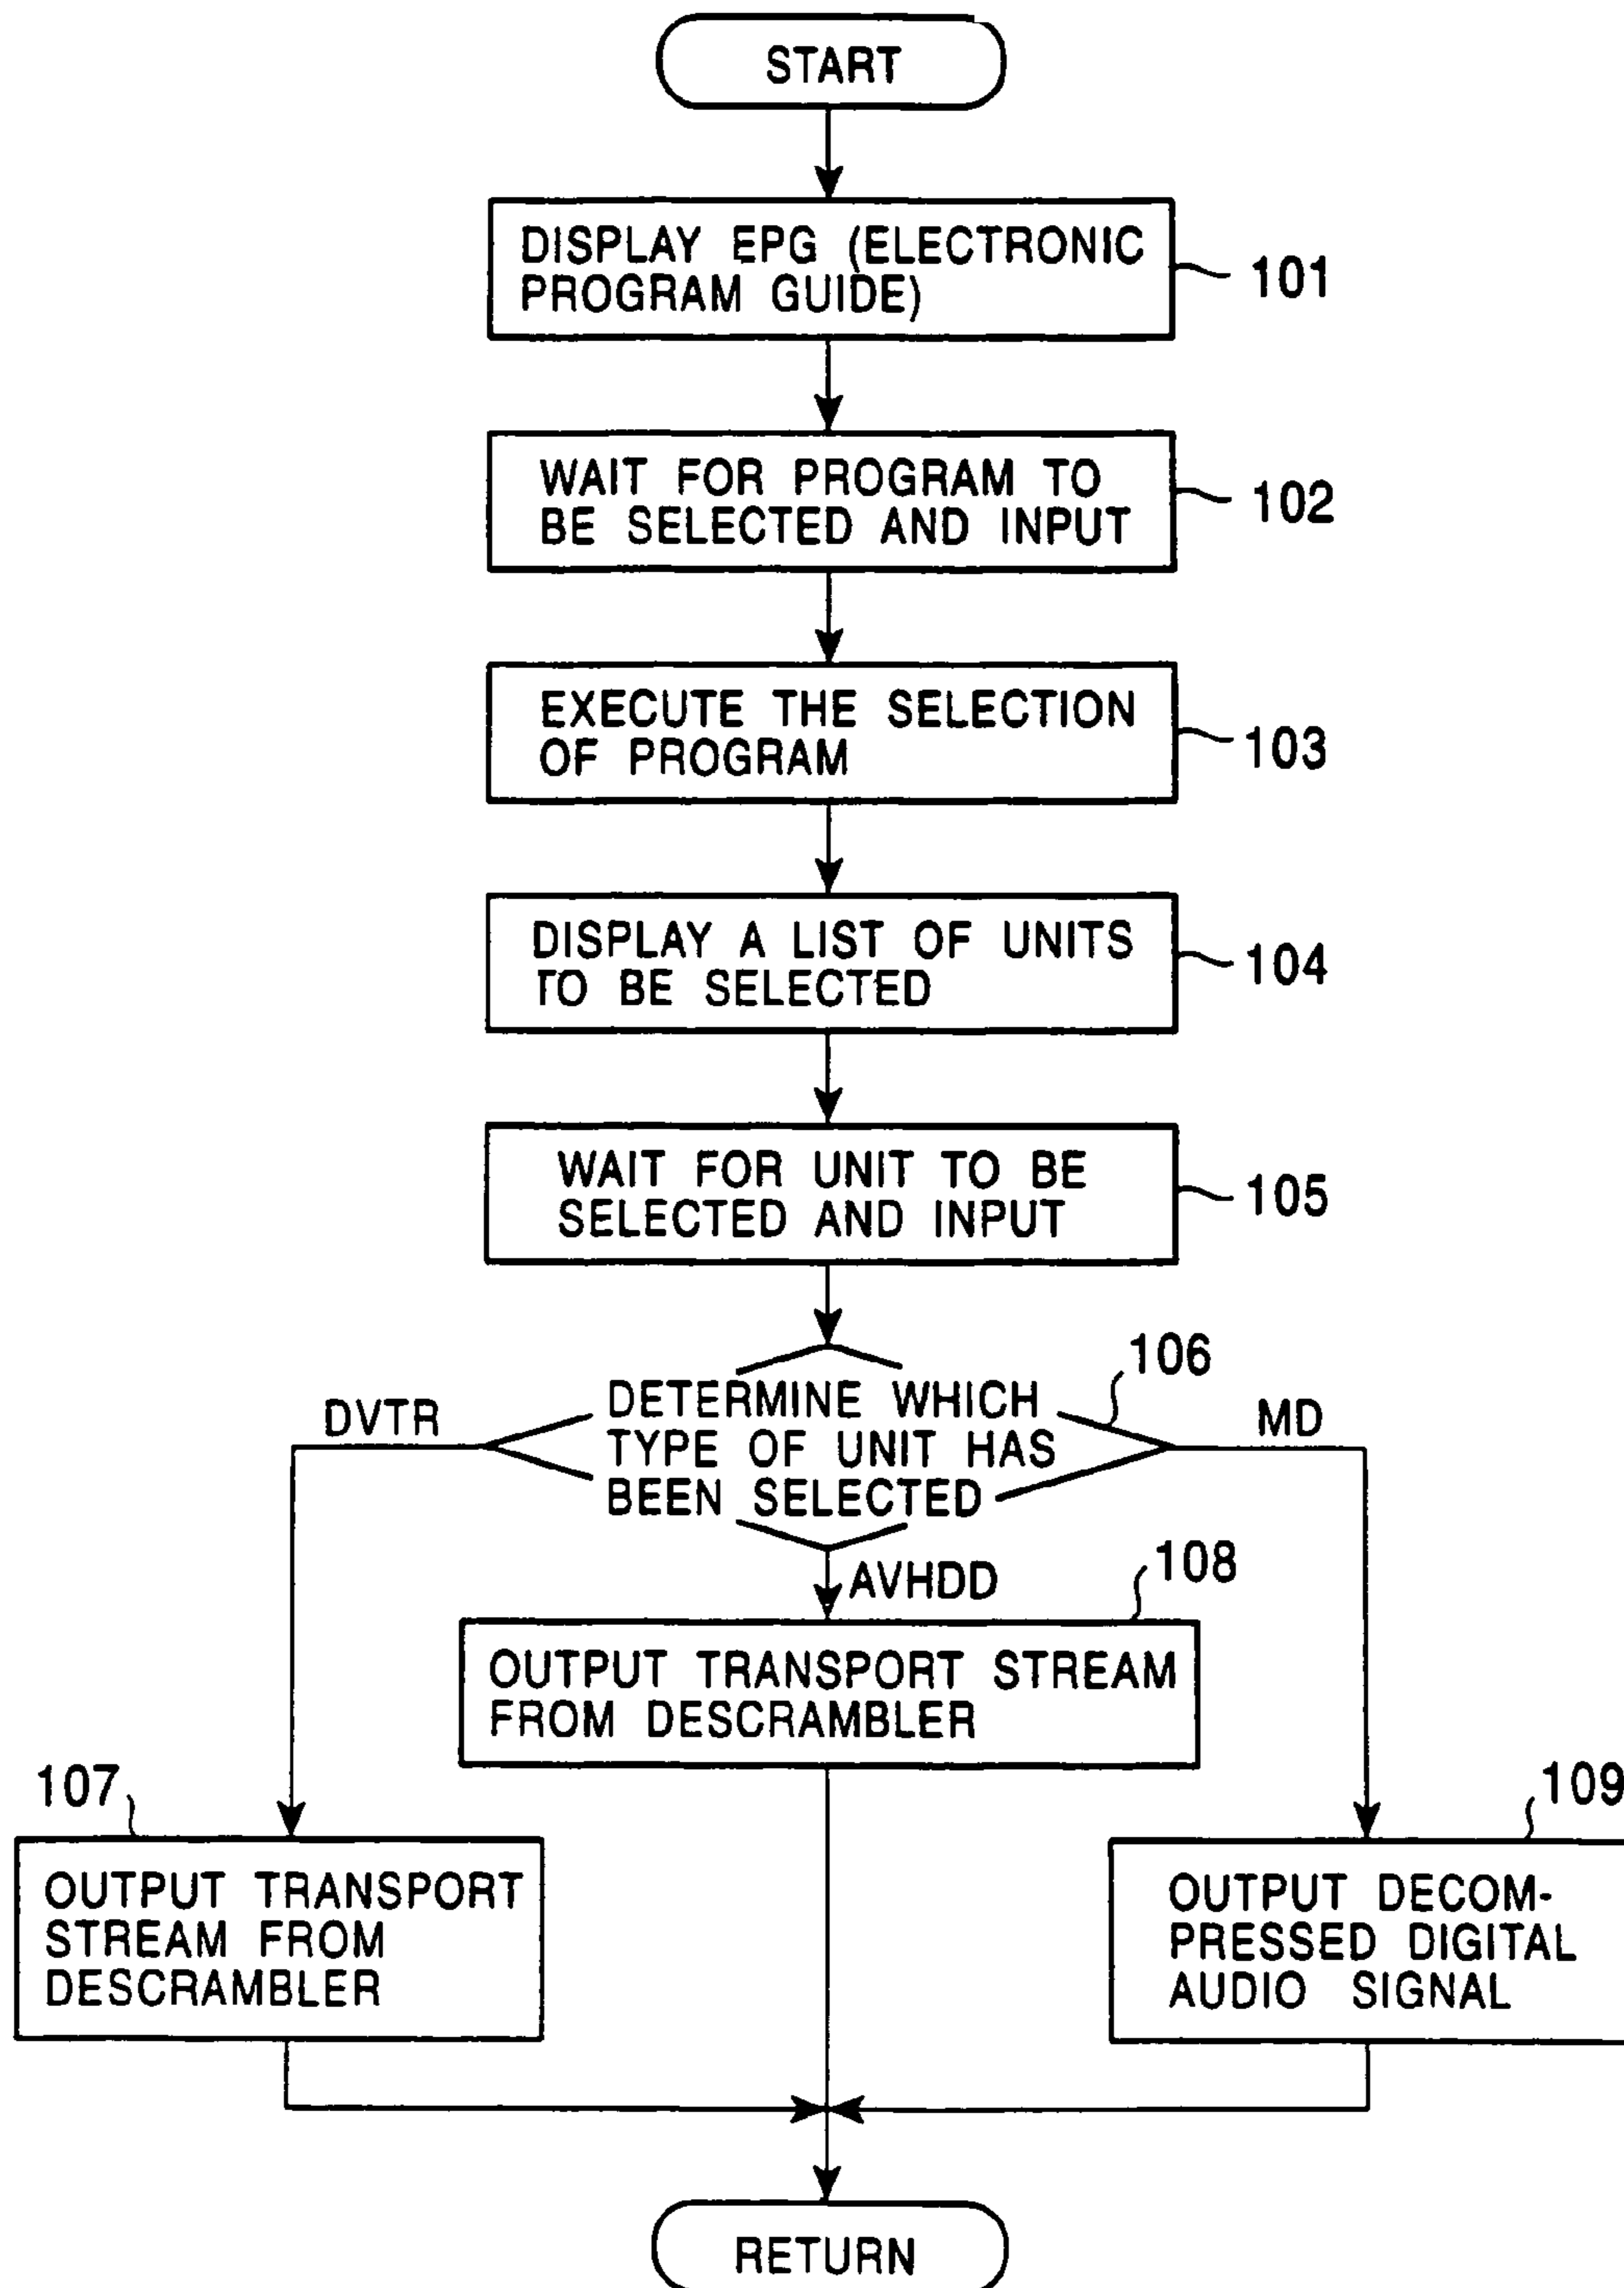 START
DISPLAY EPG (ELECTRONIC
PROGRAM GUIDE)
101
WAIT FOR PROGRAM TO
BE SELECTED AND INPUT
102
EXECUTE THE SELECTION
OF PROGRAM
103
DISPLAY A LIST OF UNITS
TO BE SELECTED
104
WAIT FOR UNIT TO BE
SELECTED AND INPUT
105
106
DETERMINE WHICH
TYPE OF UNIT HAS
BEEN SELECTED
DVTR
MD
AVHDD
108
OUTPUT TRANSPORT STREAM
FROM DESCRAMBLER
107
OUTPUT TRANSPORT
STREAM FROM
DESCRAMBLER
109
OUTPUT DECOM-
PRESSED DIGITAL
AUDIO SIGNAL
RETURN